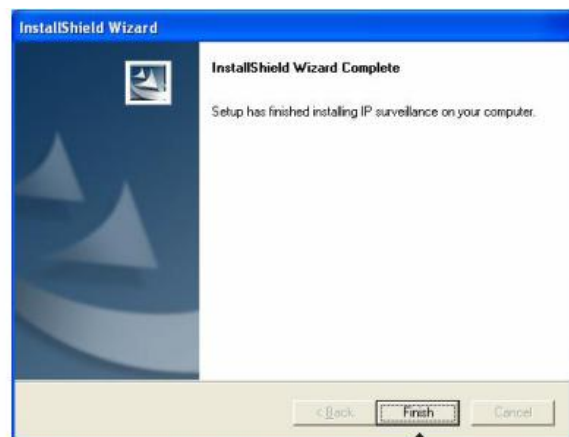 InstallShield Wizard
InstallShield Wizard Complete
Setup has finished installing IP surveillance on your computer.
< Back
Finish
Cancel